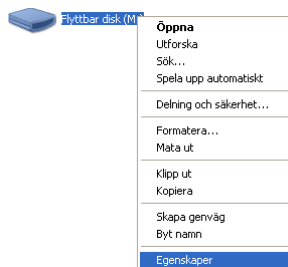 Flyttbar disk (M
Öppna
Utforska
Sök...
Spela upp automatiskt
Delning och säkerhet...
Formatera...
Mata ut
Klipp ut
Kopiera
Skapa genväg
Byt namn
Egenskaper